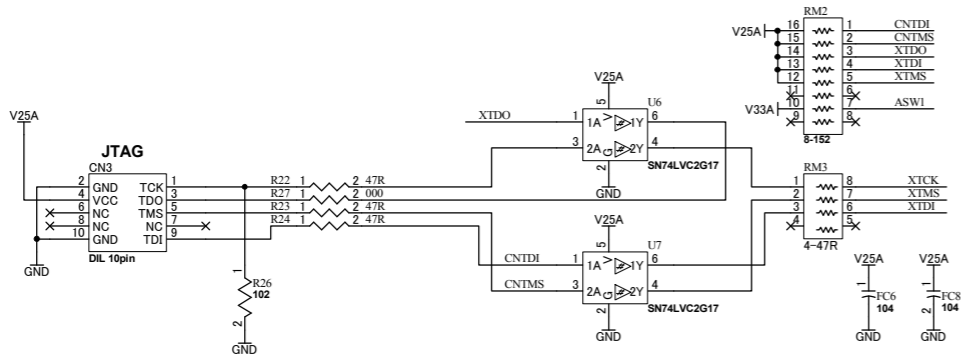 RM2
V25A
16 1 CNTDI
15 2 CNTMS
14 3 XTDO
13 4 XTDI
12 5 XTMS
11 6
V33A 10 7 ASW1
9 8
8-152
V25A
5 U6
XTDO 1 1A V 1Y 6
3 2A G 2Y 4
2 SN74LVC2G17
GND
V25A
JTAG
CN3
2 GND TCK 1 R22 1 2 47R
4 VCC TDO 3 R27 1 2 000
6 NC TMS 5 R23 1 2 47R
8 NC NC 7 R24 1 2 47R
10 GND TDI 9
DIL 10pin
GND
RM3
1 8 XTCK
2 7 XTMS
3 6 XTDI
4 5
4-47R
V25A
5 U7
CNTDI 1 1A V 1Y 6
CNTMS 3 2A G 2Y 4
2 SN74LVC2G17
GND
1
R26
102
2
GND
V25A V25A
1 1
FC6 FC8
104 104
2 2
GND GND